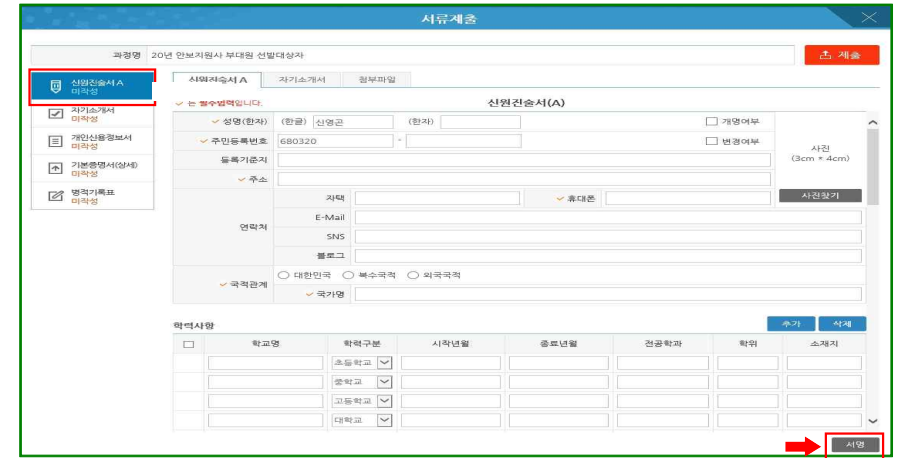 서류제출
과정명 20년 안보지원사 부대원 선발대상자 제출
신원진술서A
미작성
자기소개서
미작성
개인신용정보서
미작성
기본증명서(상세)
미작성
병적기록표
미작성
신원진술서 A 자기소개서 첨부파일
는 필수입력입니다. 신원진술서(A)
성명(한자) (한글) 신영곤 (한자) 개명여부
주민등록번호 680320 - 변경여부
사진
(3cm * 4cm)
등록기준지
주소
사진찾기
연락처
자택 휴대폰
E-Mail
SNS
블로그
국적관계
대한민국 복수국적 외국국적
국가명
학력사항 추가 삭제
학교명 학력구분 시작년월 종료년월 전공학과 학위 소재지
초등학교
중학교
고등학교
대학교
서명